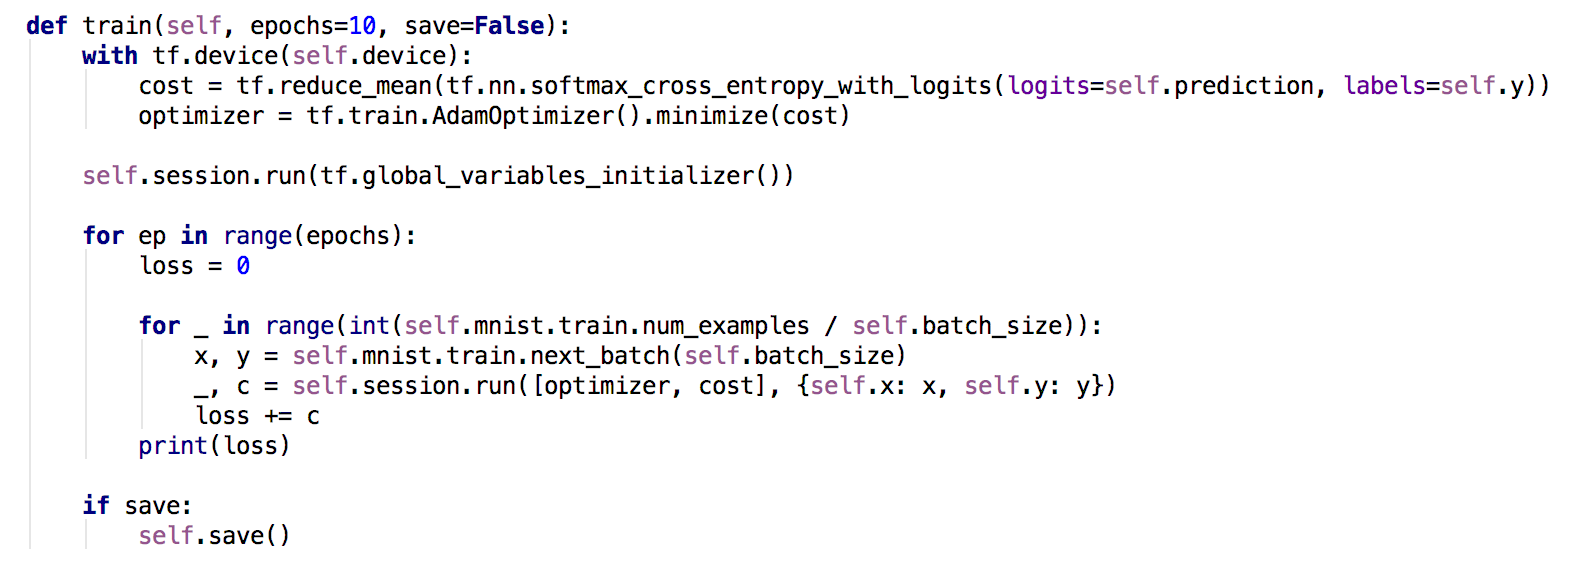 def train(self, epochs=10, save=False):
    with tf.device(self.device):
        cost = tf.reduce_mean(tf.nn.softmax_cross_entropy_with_logits(logits=self.prediction, labels=self.y))
        optimizer = tf.train.AdamOptimizer().minimize(cost)

    self.session.run(tf.global_variables_initializer())

    for ep in range(epochs):
        loss = 0

        for _ in range(int(self.mnist.train.num_examples / self.batch_size)):
            x, y = self.mnist.train.next_batch(self.batch_size)
            _, c = self.session.run([optimizer, cost], {self.x: x, self.y: y})
            loss += c
        print(loss)

    if save:
        self.save()